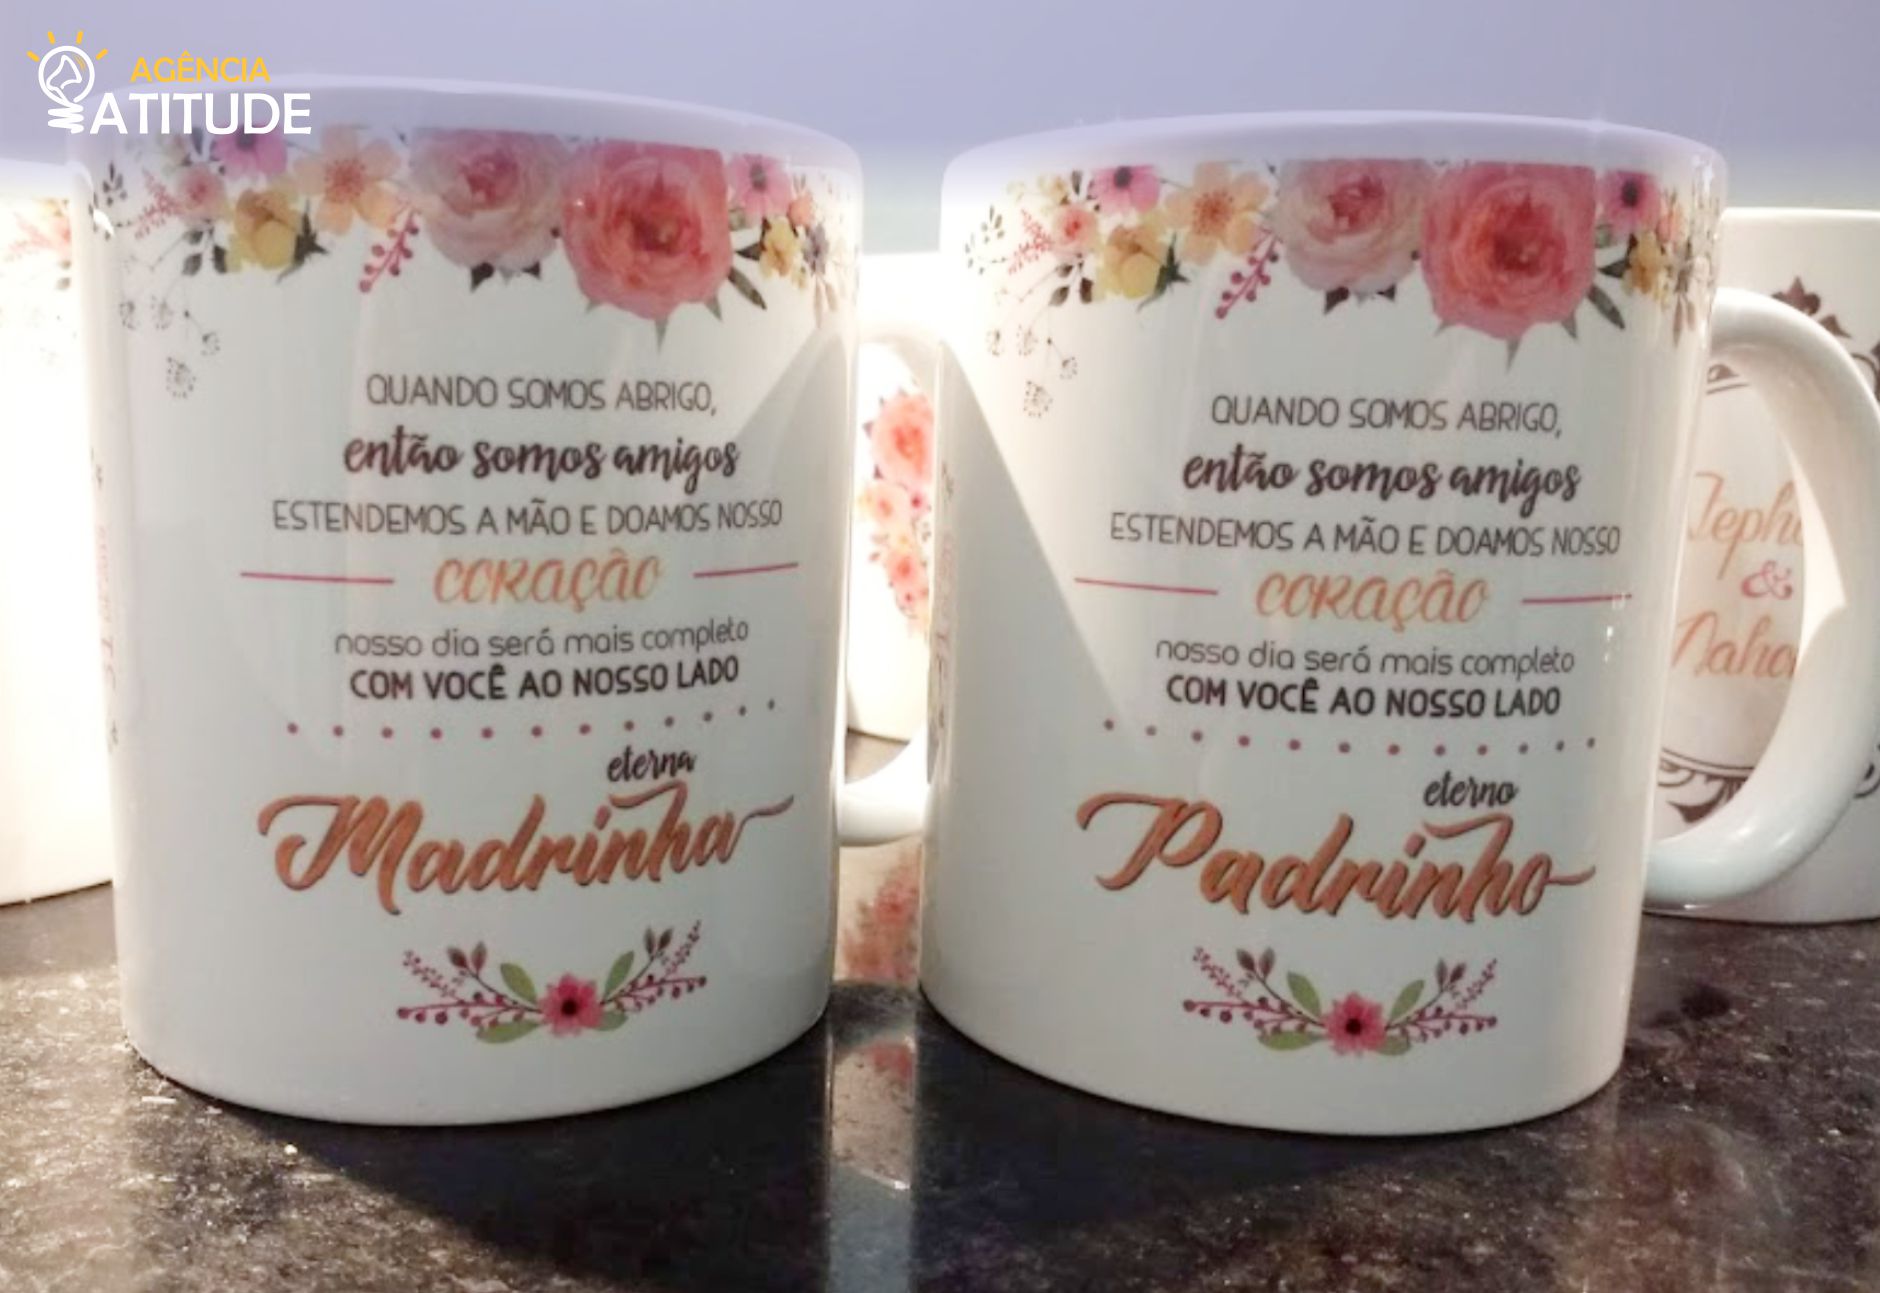 AGÊNCIA
ATITUDE
QUANDO SOMOS ABRIGO,
então somos amigos
ESTENDEMOS A MÃO E DOAMOS NOSSO
CORAÇÃO
nosso dia será mais completo
COM VOCÊ AO NOSSO LADO
eterna
Madrinha
QUANDO SOMOS ABRIGO,
então somos amigos
ESTENDEMOS A MÃO E DOAMOS NOSSO
CORAÇÃO
nosso dia será mais completo
COM VOCÊ AO NOSSO LADO
eterno
Padrinho
&